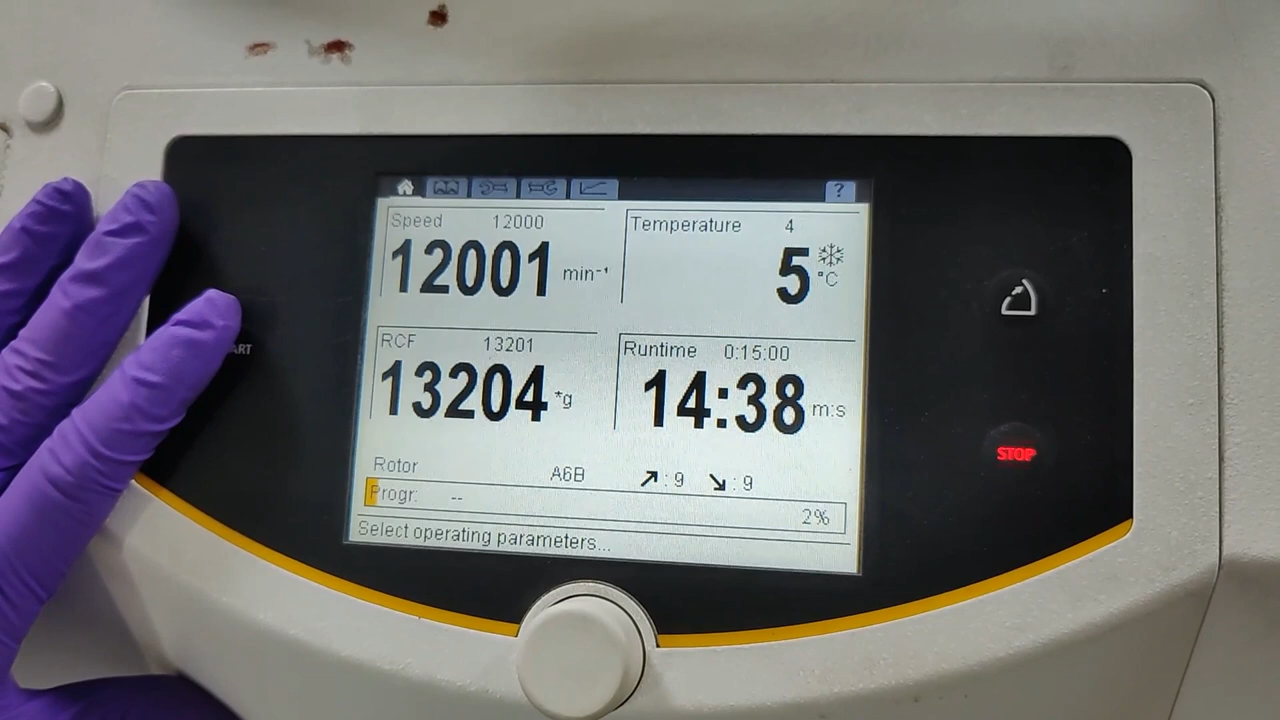 ?
Speed 12000
12001 min⁻¹
Temperature 4
5 °C
RCF 13201
13204 *g
Runtime 0:15:00
14:38 m:s
Rotor A6B : 9 : 9
Progr: -- 2%
Select operating parameters...
ART
STOP